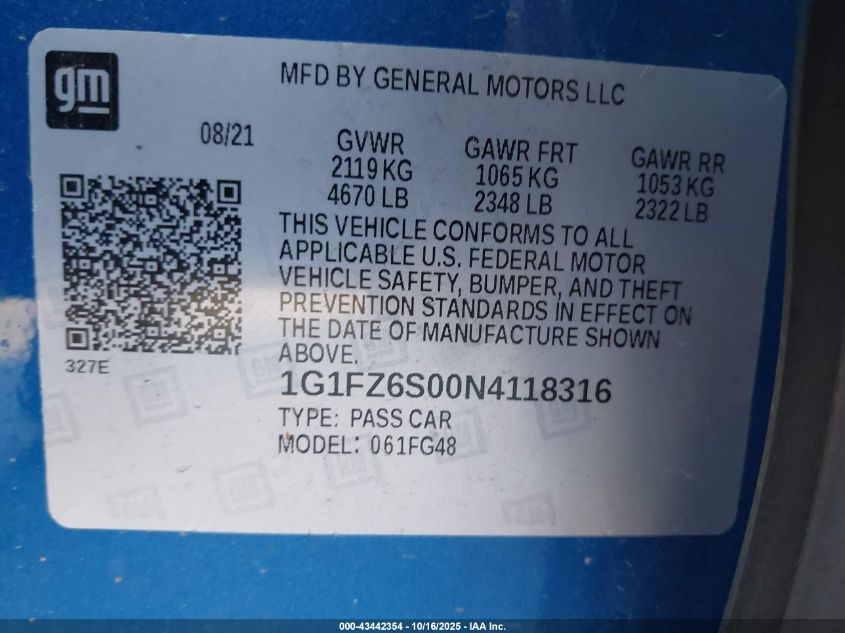 gm
MFD BY GENERAL MOTORS LLC
08/21
GVWR
2119 KG
4670 LB
GAWR FRT
1065 KG
2348 LB
GAWR RR
1053 KG
2322 LB
THIS VEHICLE CONFORMS TO ALL
APPLICABLE U.S. FEDERAL MOTOR
VEHICLE SAFETY, BUMPER, AND THEFT
PREVENTION STANDARDS IN EFFECT ON
THE DATE OF MANUFACTURE SHOWN
ABOVE.
327E
1G1FZ6S00N4118316
TYPE: PASS CAR
MODEL: 061FG48
000-43442354 - 10/16/2025 - IAA Inc.